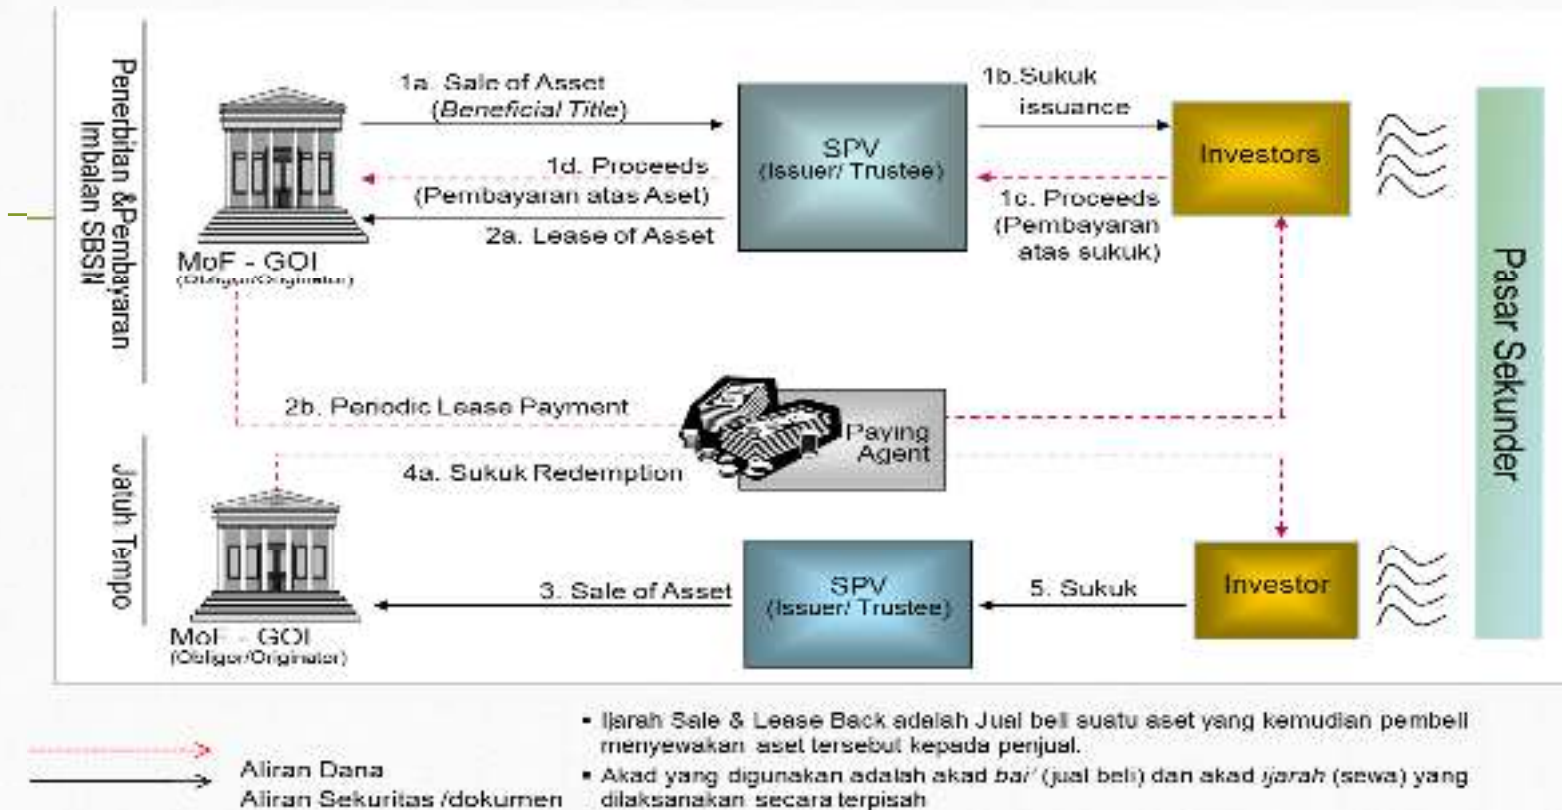 Penerbitan &Pembayaran
Imbalan SBSN
1a. Sale of Asset
(Beneficial Title)
1d. Proceeds
(Pembayaran atas Aset)
2a. Lease of Asset
MoF - GOI
(Obligor/Originator)
SPV
(Issuer/ Trustee)
1b.Sukuk
issuance
1c. Proceeds
(Pembayaran
atas sukuk)
Investors
2b. Periodic Lease Payment
Paying
Agent
Pasar Sekunder
Jatuh Tempo
4a. Sukuk Redemption
MoF - GOI
(Obligor/Originator)
3. Sale of Asset
SPV
(Issuer/ Trustee)
5. Sukuk
Investor
Aliran Dana
Aliran Sekuritas /dokumen
▪ Ijarah Sale & Lease Back adalah Jual beli suatu aset yang kemudian pembeli
menyewakan aset tersebut kepada penjual.
▪ Akad yang digunakan adalah akad bai' (jual beli) dan akad ijarah (sewa) yang
dilaksanakan secara terpisah